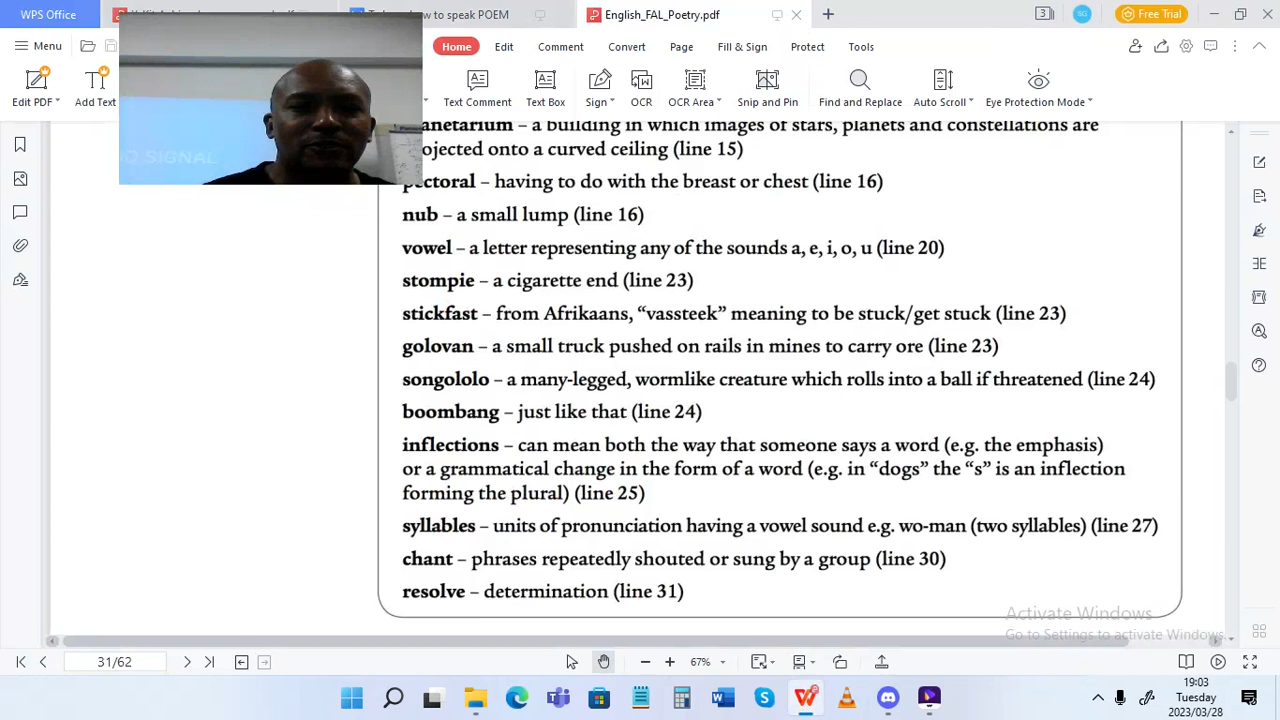 WPS Office
how to speak POEM
English_FAL_Poetry.pdf
Free Trial
Menu
Home
Edit
Comment
Convert
Page
Fill & Sign
Protect
Tools
Edit PDF
Add Text
Text Comment
Text Box
Sign
OCR
OCR Area
Snip and Pin
Find and Replace
Auto Scroll
Eye Protection Mode
NO SIGNAL
– a building in which images of stars, planets and constellations are
onto a curved ceiling (line 15)
pectoral – having to do with the breast or chest (line 16)
nub – a small lump (line 16)
vowel – a letter representing any of the sounds a, e, i, o, u (line 20)
stompie – a cigarette end (line 23)
stickfast – from Afrikaans, “vassteek” meaning to be stuck/get stuck (line 23)
golovan – a small truck pushed on rails in mines to carry ore (line 23)
songololo – a many-legged, wormlike creature which rolls into a ball if threatened (line 24)
boombang – just like that (line 24)
inflections – can mean both the way that someone says a word (e.g. the emphasis)
or a grammatical change in the form of a word (e.g. in “dogs” the “s” is an inflection
forming the plural) (line 25)
syllables – units of pronunciation having a vowel sound e.g. wo-man (two syllables) (line 27)
chant – phrases repeatedly shouted or sung by a group (line 30)
resolve – determination (line 31)
Activate Windows
Go to Settings to activate Windows.
31/62
67%
19:03
Tuesday
2023/03/28